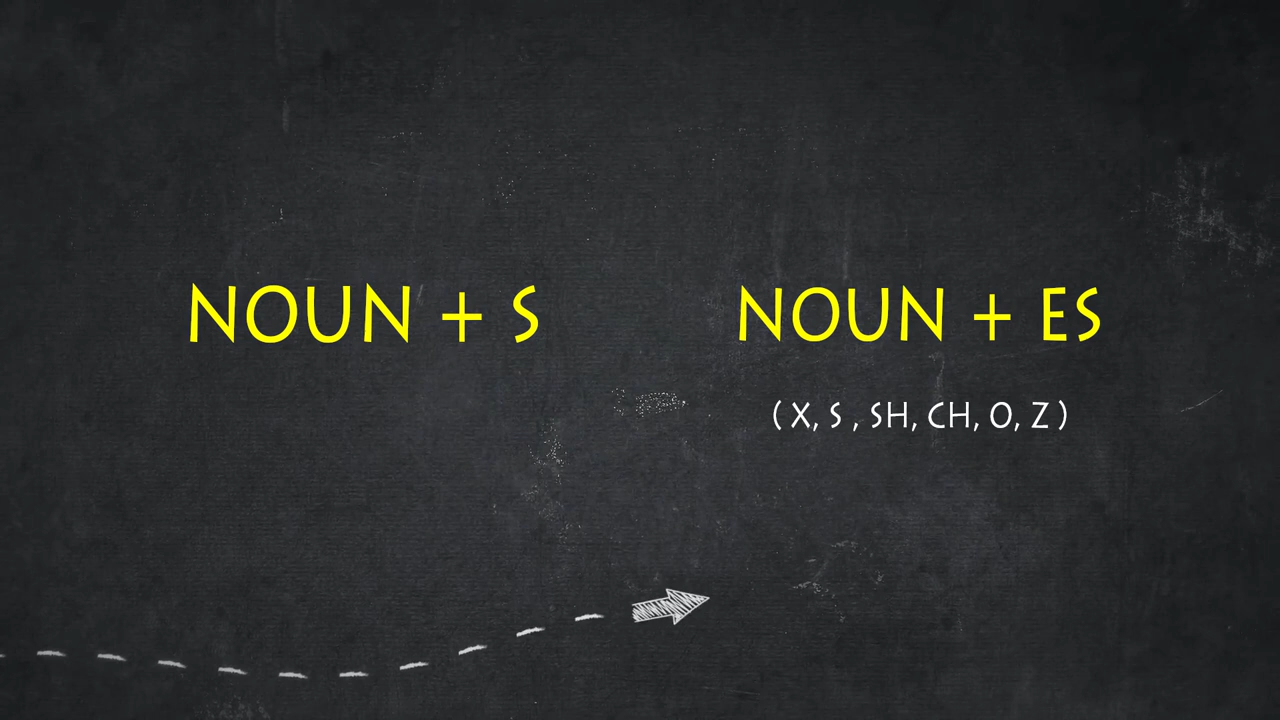 NOUN + S
NOUN + ES
( X, S , SH, CH, O, Z )